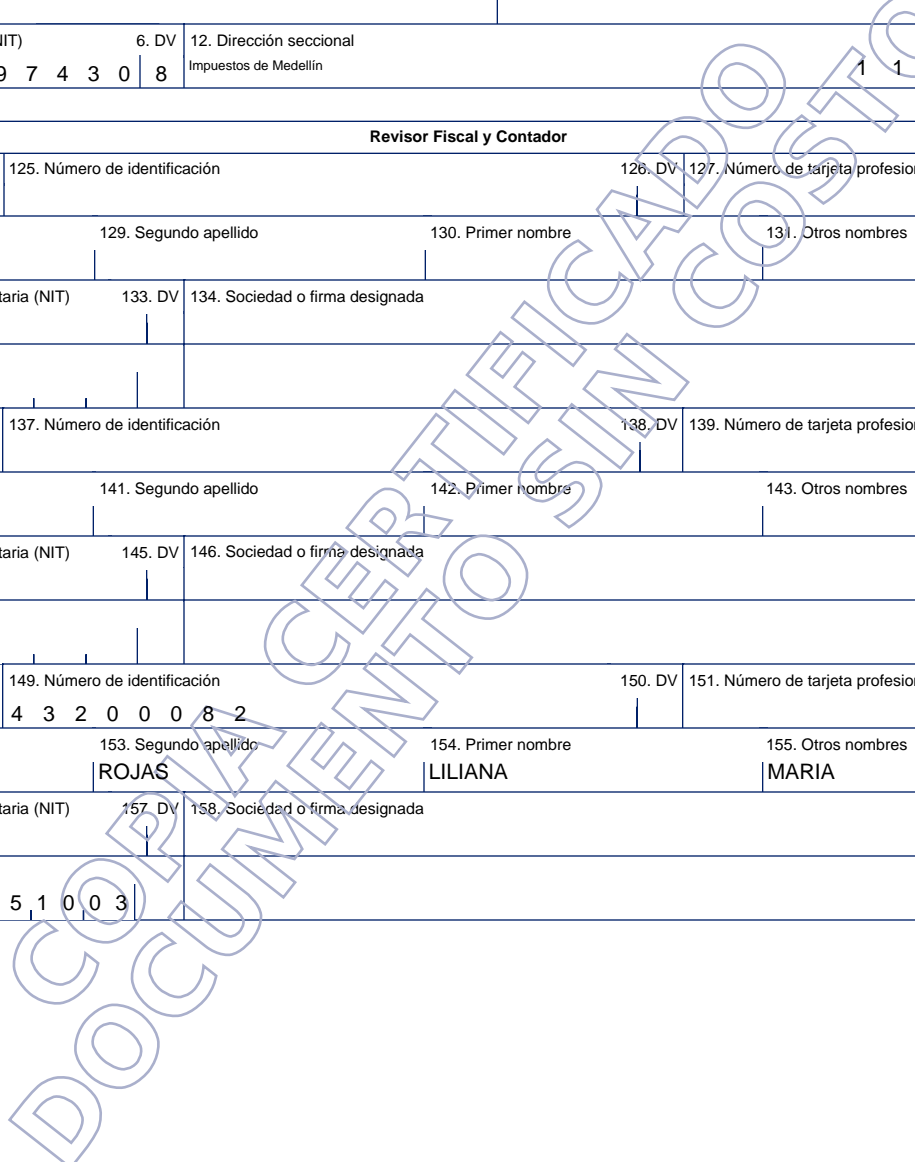 IIT) 6. DV 12. Dirección seccional
9 7 4 3 0 8 Impuestos de Medellín 1 1
Revisor Fiscal y Contador
125. Número de identificación 126. DV 127. Número de tarjeta profesion
129. Segundo apellido 130. Primer nombre 131. Otros nombres
taria (NIT) 133. DV 134. Sociedad o firma designada
137. Número de identificación 138. DV 139. Número de tarjeta profesion
141. Segundo apellido 142. Primer nombre 143. Otros nombres
taria (NIT) 145. DV 146. Sociedad o firma designada
149. Número de identificación 150. DV 151. Número de tarjeta profesion
4 3 2 0 0 0 8 2
153. Segundo apellido 154. Primer nombre 155. Otros nombres
ROJAS LILIANA MARIA
taria (NIT) 157. DV 158. Sociedad o firma designada
5 1 0 0 3
COPIA CERTIFICADO
DOCUMENTO SIN COSTO